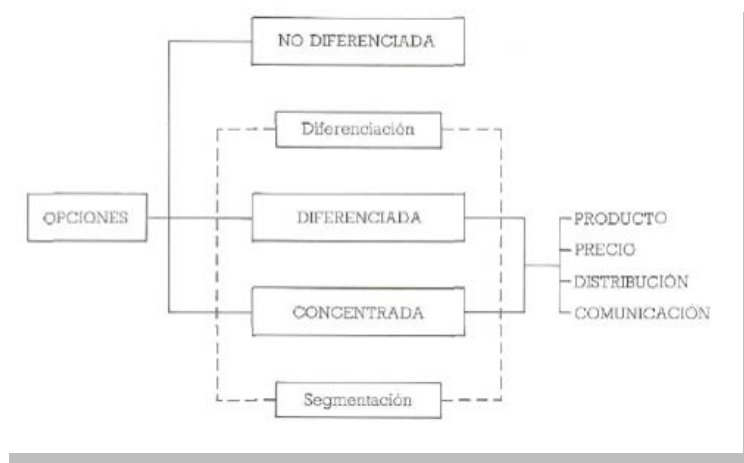 NO DIFERENCIADA
Diferenciación
OPCIONES
DIFERENCIADA
PRODUCTO
PRECIO
DISTRIBUCIÓN
CONCENTRADA
COMUNICACIÓN
Segmentación